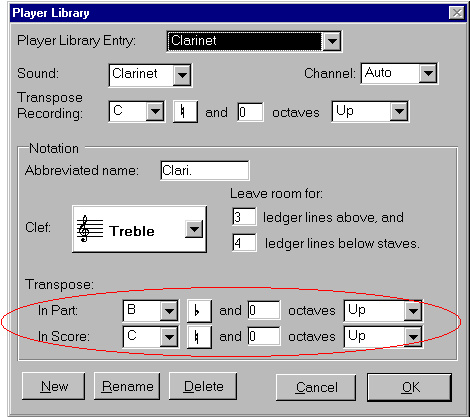 Player Library
Player Library Entry: Clarinet
Sound: Clarinet Channel: Auto
Transpose
Recording: C ♮ and 0 octaves Up
Notation
Abbreviated name: Clari.
Leave room for:
3 ledger lines above, and
Clef: Treble
4 ledger lines below staves.
Transpose:
In Part: B ♭ and 0 octaves Up
In Score: C ♮ and 0 octaves Up
New Rename Delete Cancel OK